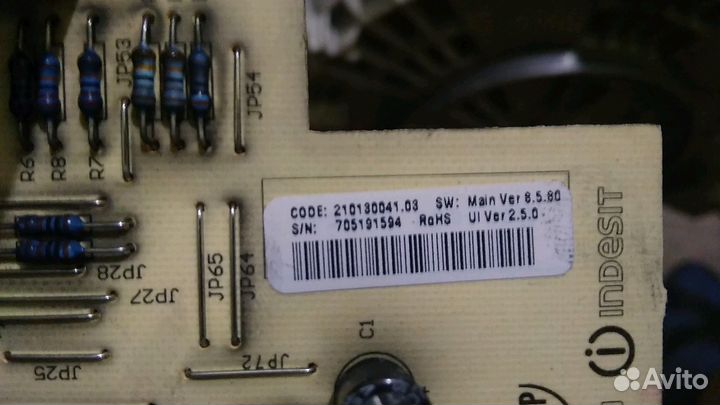 JP53
JP54
R6
R8
R7
CODE: 210130041.03 SW: Main Ver 8.5.80
S/N: 705191594 RoHS UI Ver 2.5.0
JP65
JP64
JP28
JP27
JP25
JP72
C1
i INDESIT
Avito